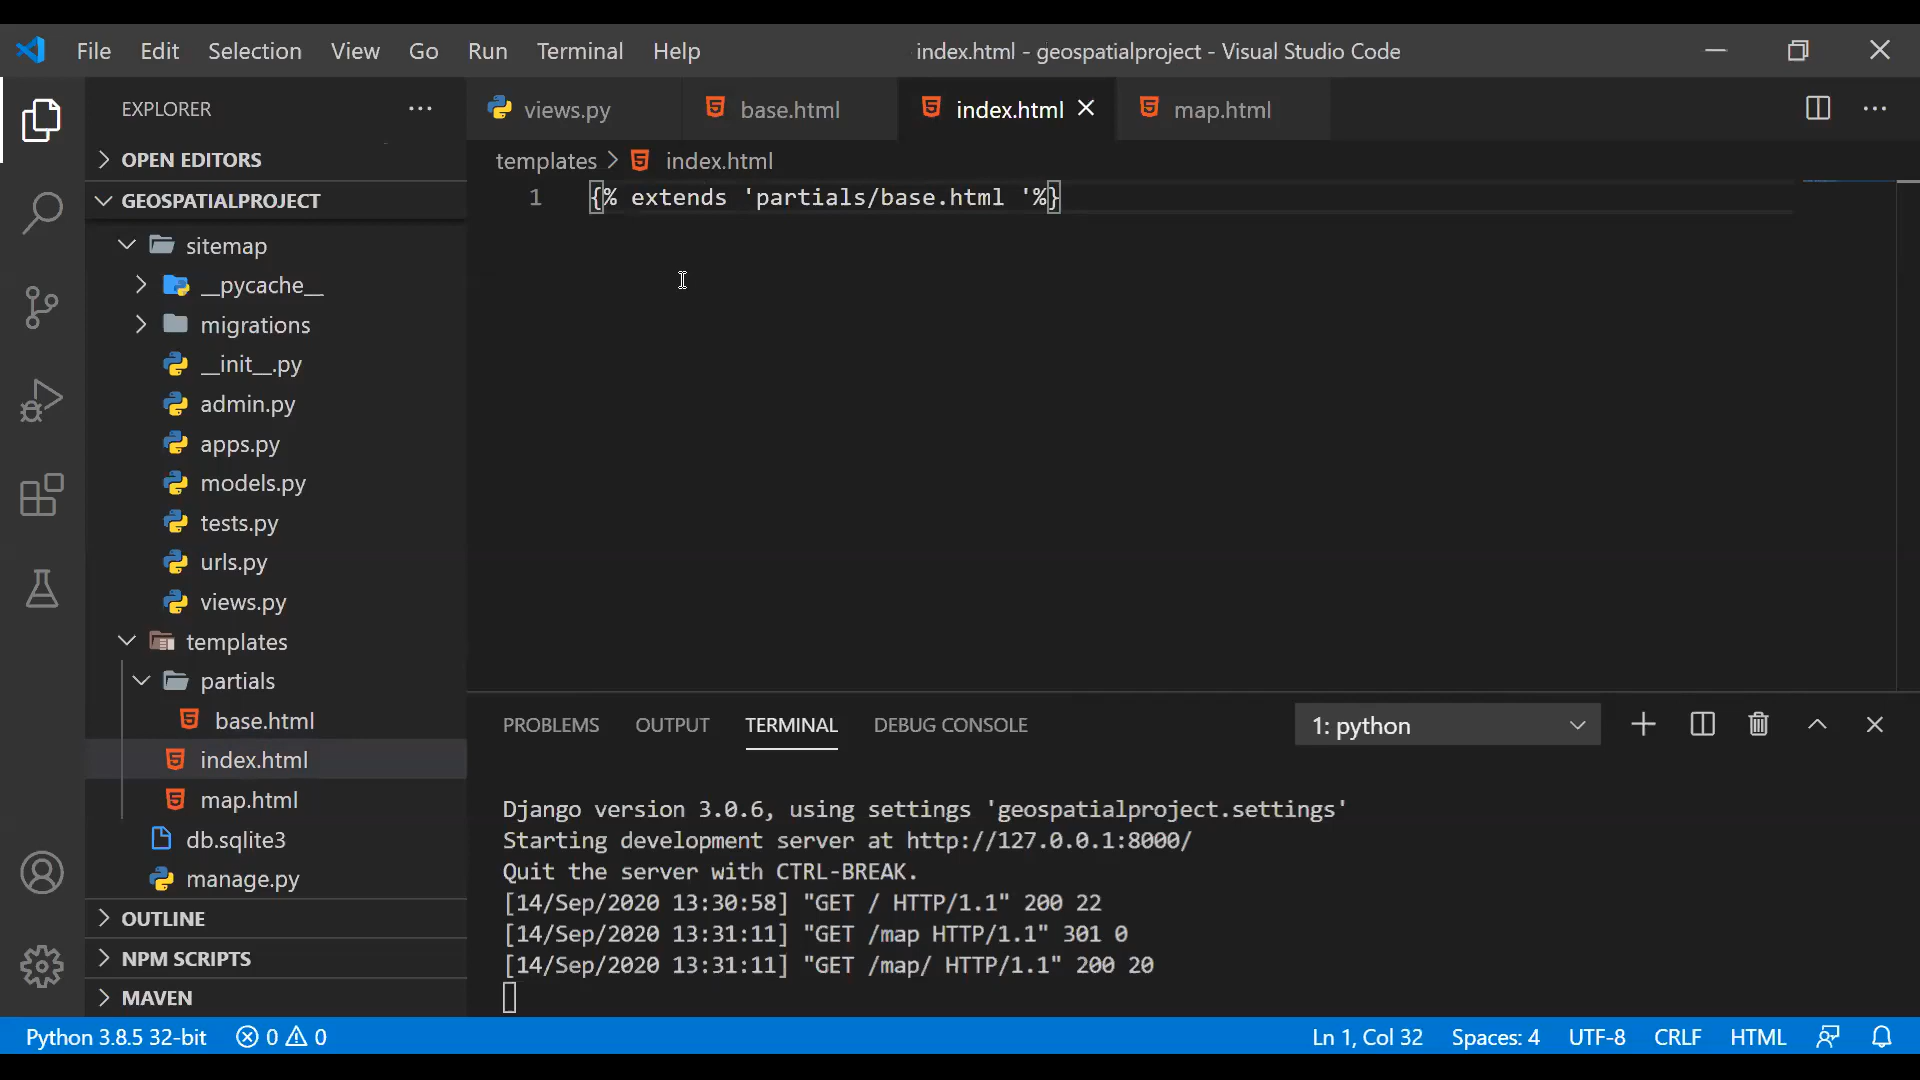 File Edit Selection View Go Run Terminal Help index.html - geospatialproject - Visual Studio Code
EXPLORER
OPEN EDITORS
GEOSPATIALPROJECT
sitemap
__pycache__
migrations
__init__.py
admin.py
apps.py
models.py
tests.py
urls.py
views.py
templates
partials
base.html
index.html
map.html
db.sqlite3
manage.py
OUTLINE
NPM SCRIPTS
MAVEN
views.py base.html index.html map.html
templates > index.html
1 {% extends 'partials/base.html '%}
PROBLEMS OUTPUT TERMINAL DEBUG CONSOLE 1: python
Django version 3.0.6, using settings 'geospatialproject.settings'
Starting development server at http://127.0.0.1:8000/
Quit the server with CTRL-BREAK.
[14/Sep/2020 13:30:58] "GET / HTTP/1.1" 200 22
[14/Sep/2020 13:31:11] "GET /map HTTP/1.1" 301 0
[14/Sep/2020 13:31:11] "GET /map/ HTTP/1.1" 200 20
Python 3.8.5 32-bit 0 0 Ln 1, Col 32 Spaces: 4 UTF-8 CRLF HTML